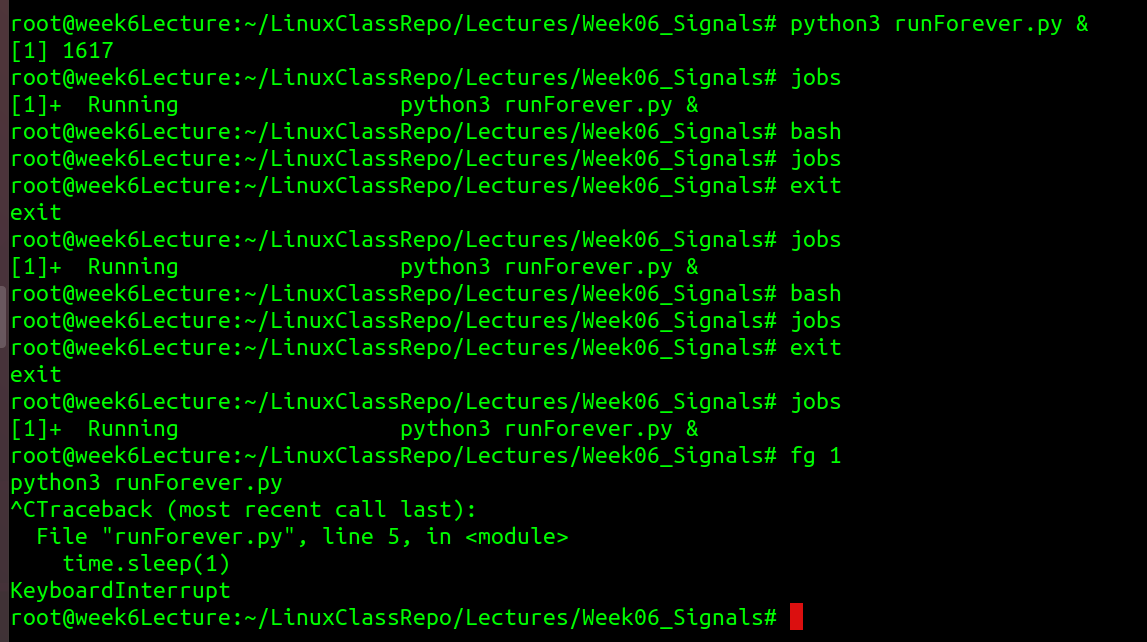 root@week6Lecture:~/LinuxClassRepo/Lectures/Week06_Signals# python3 runForever.py &
[1] 1617
root@week6Lecture:~/LinuxClassRepo/Lectures/Week06_Signals# jobs
[1]+  Running                 python3 runForever.py &
root@week6Lecture:~/LinuxClassRepo/Lectures/Week06_Signals# bash
root@week6Lecture:~/LinuxClassRepo/Lectures/Week06_Signals# jobs
root@week6Lecture:~/LinuxClassRepo/Lectures/Week06_Signals# exit
exit
root@week6Lecture:~/LinuxClassRepo/Lectures/Week06_Signals# jobs
[1]+  Running                 python3 runForever.py &
root@week6Lecture:~/LinuxClassRepo/Lectures/Week06_Signals# bash
root@week6Lecture:~/LinuxClassRepo/Lectures/Week06_Signals# jobs
root@week6Lecture:~/LinuxClassRepo/Lectures/Week06_Signals# exit
exit
root@week6Lecture:~/LinuxClassRepo/Lectures/Week06_Signals# jobs
[1]+  Running                 python3 runForever.py &
root@week6Lecture:~/LinuxClassRepo/Lectures/Week06_Signals# fg 1
python3 runForever.py
^CTraceback (most recent call last):
  File "runForever.py", line 5, in <module>
    time.sleep(1)
KeyboardInterrupt
root@week6Lecture:~/LinuxClassRepo/Lectures/Week06_Signals#